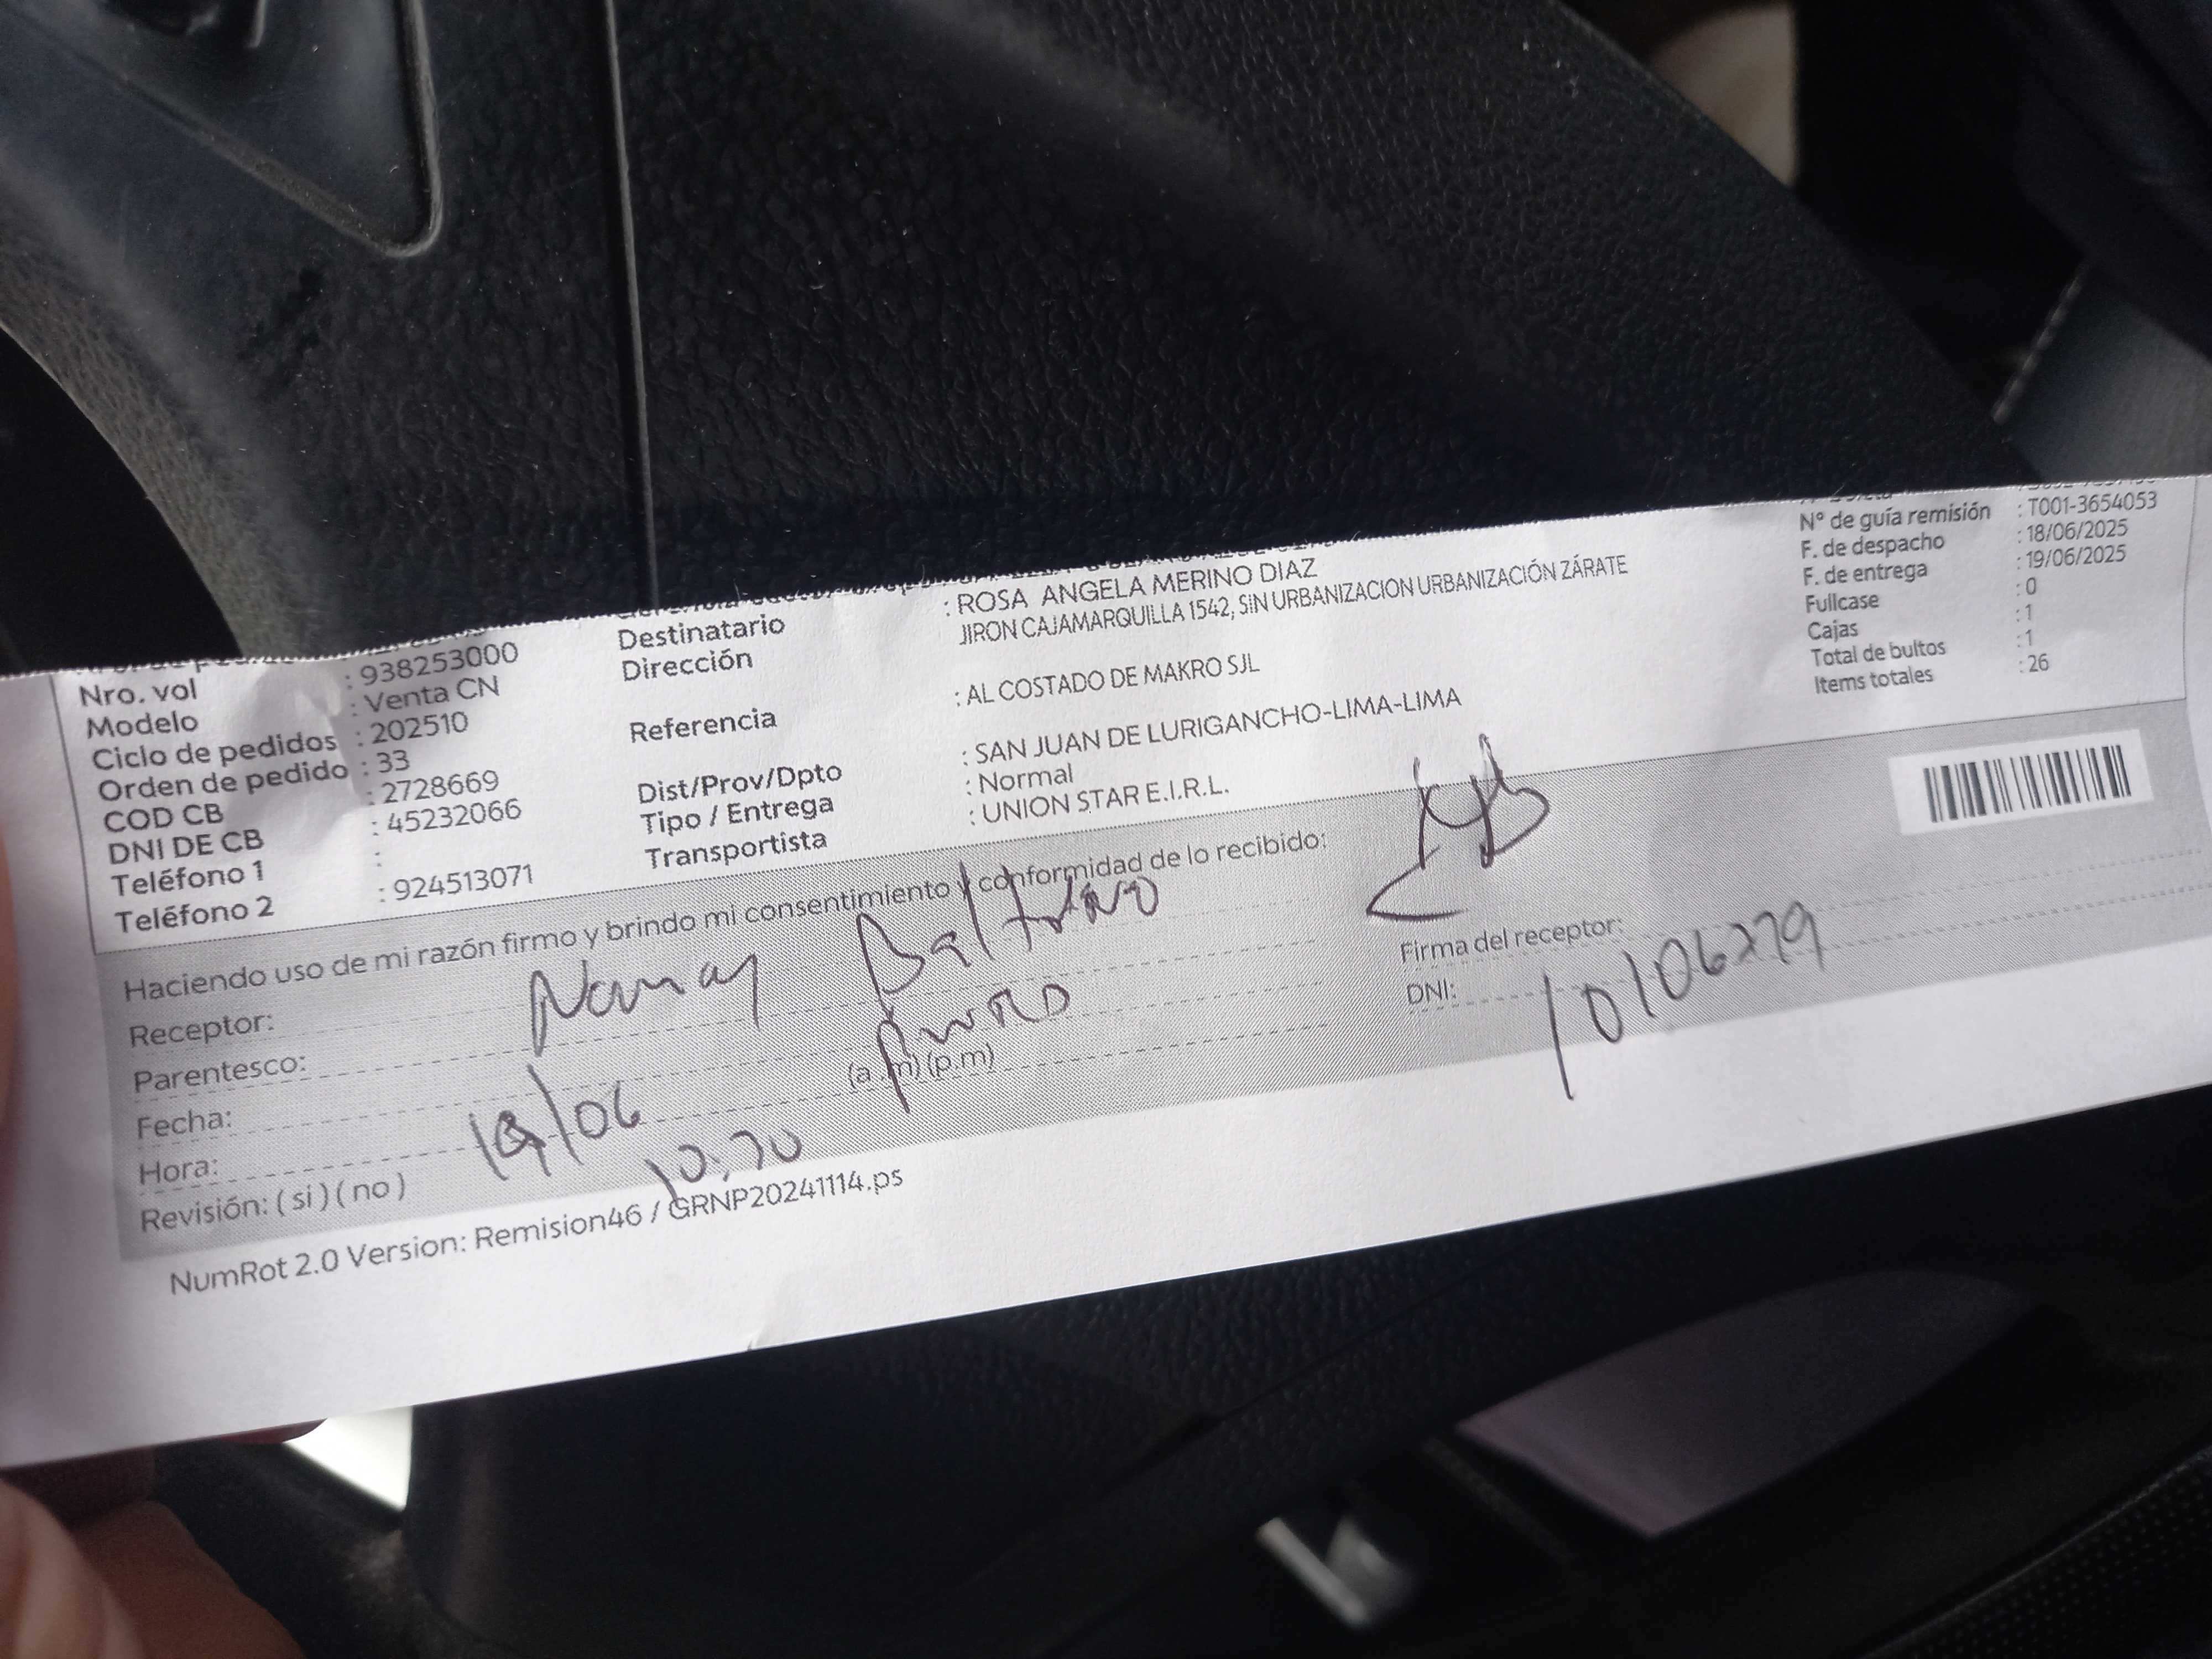 Nro. vol : 938253000
Modelo : Venta CN
Ciclo de pedidos : 202510
Orden de pedido : 33
COD CB : 2728669
DNI DE CB : 45232066
Teléfono 1 :
Teléfono 2 : 924513071
Destinatario : ROSA ANGELA MERINO DIAZ
Dirección JIRON CAJAMARQUILLA 1542, SIN URBANIZACION URBANIZACIÓN ZÁRATE
Referencia : AL COSTADO DE MAKRO SJL
Dist/Prov/Dpto : SAN JUAN DE LURIGANCHO-LIMA-LIMA
Tipo / Entrega : Normal
Transportista : UNION STAR E.I.R.L.
N° de guía remisión : T001-3654053
F. de despacho : 18/06/2025
F. de entrega : 19/06/2025
Fullcase : 0
Cajas : 1
Total de bultos : 1
Items totales : 26
Haciendo uso de mi razón firmo y brindo mi consentimiento y conformidad de lo recibido:
Receptor:
Parentesco:
Fecha: 19/06
Hora: (a .m) (p.m)
Revisión: ( si ) ( no )
Firma del receptor:
DNI: 10106279
NumRot 2.0 Version: Remision46 / GRNP20241114.ps